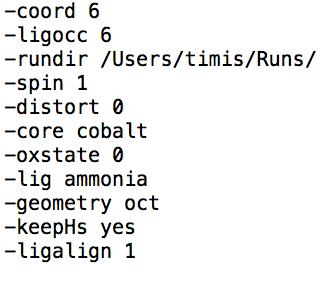 -coord 6
-ligocc 6
-rundir /Users/timis/Runs/
-spin 1
-distort 0
-core cobalt
-oxstate 0
-lig ammonia
-geometry oct
-keepHs yes
-ligalign 1